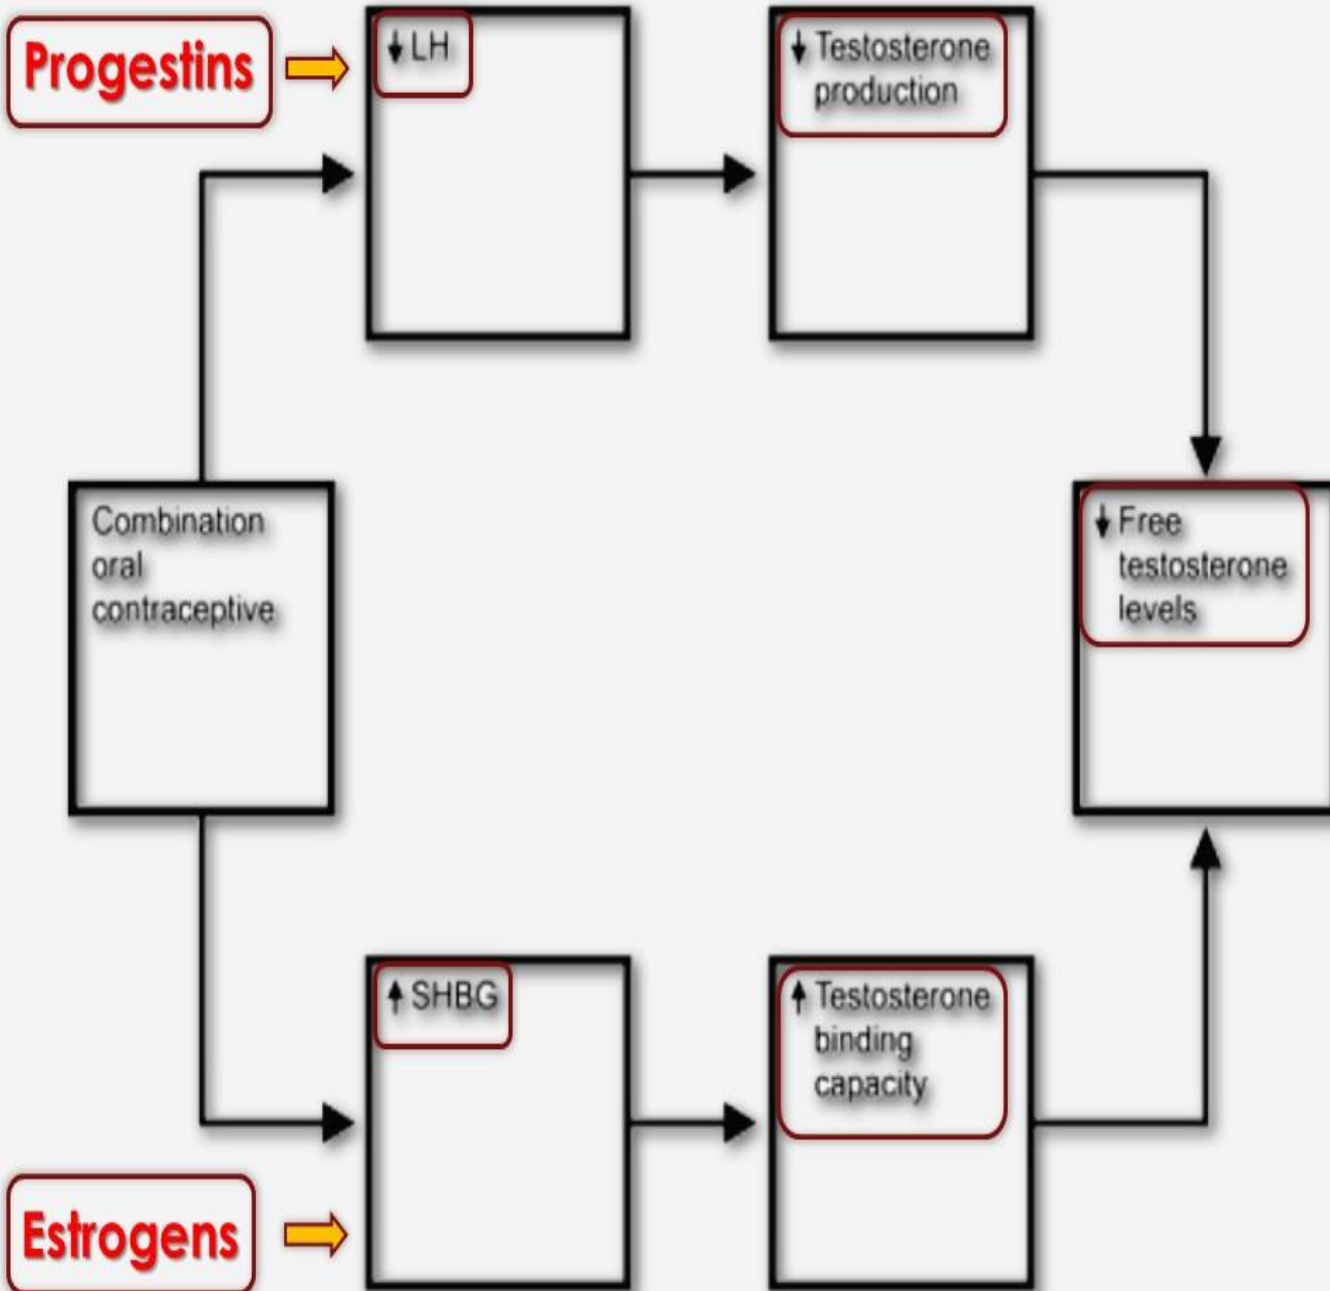 Progestins
↓ LH
↓ Testosterone
production
Combination
oral
contraceptive
↓ Free
testosterone
levels
↑ SHBG
↑ Testosterone
binding
capacity
Estrogens